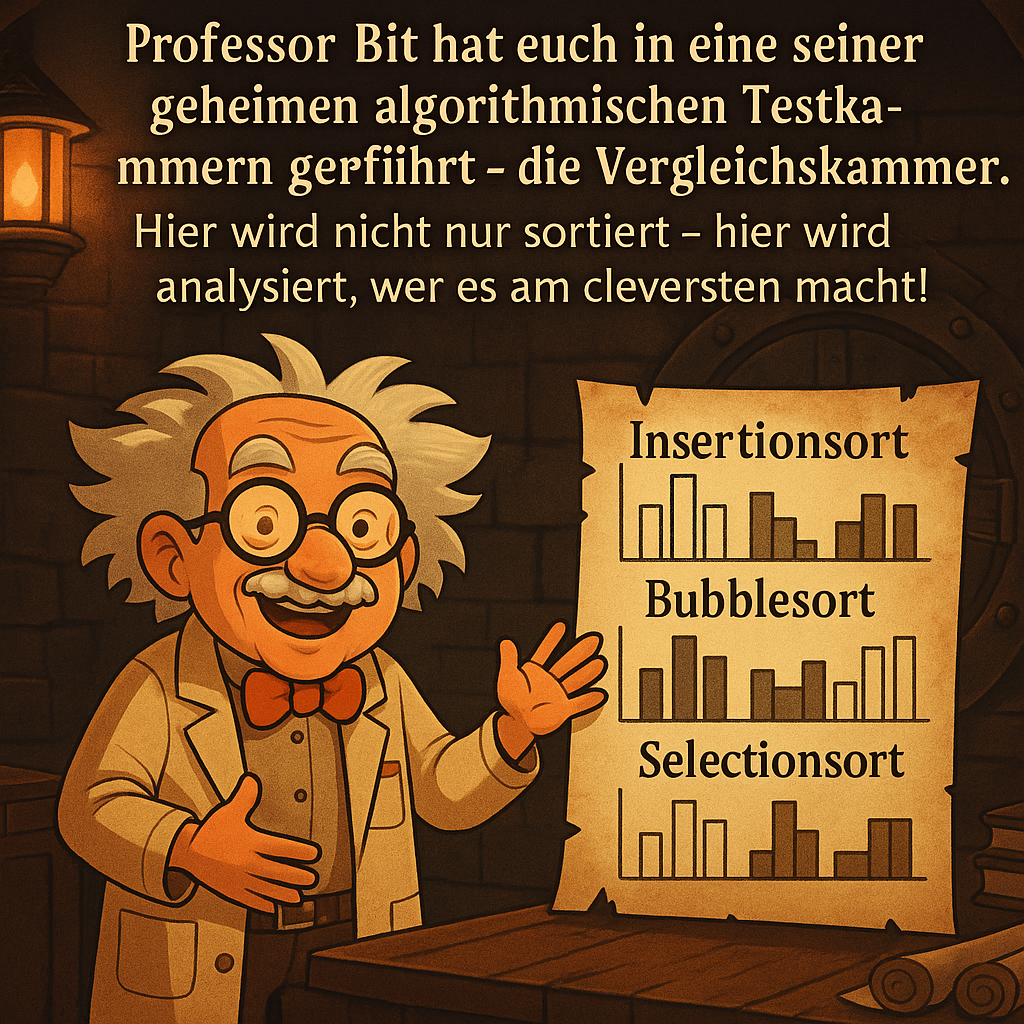 Professor Bit hat euch in eine seiner
geheimen algorithmischen Testka-
mmern gerfiihrt – die Vergleichskammer.
Hier wird nicht nur sortiert – hier wird
analysiert, wer es am cleversten macht!
Insertionsort
Bubblesort
Selectionsort